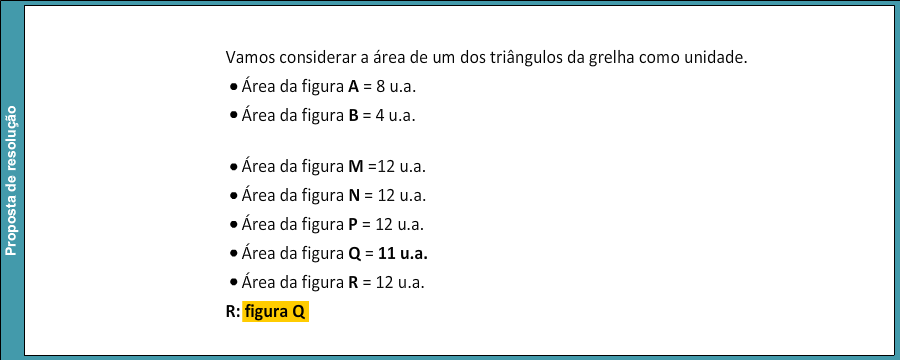 Proposta de resolução
Vamos considerar a área de um dos triângulos da grelha como unidade.
● Área da figura A = 8 u.a.
● Área da figura B = 4 u.a.
● Área da figura M =12 u.a.
● Área da figura N = 12 u.a.
● Área da figura P = 12 u.a.
● Área da figura Q = 11 u.a.
● Área da figura R = 12 u.a.
R: figura Q